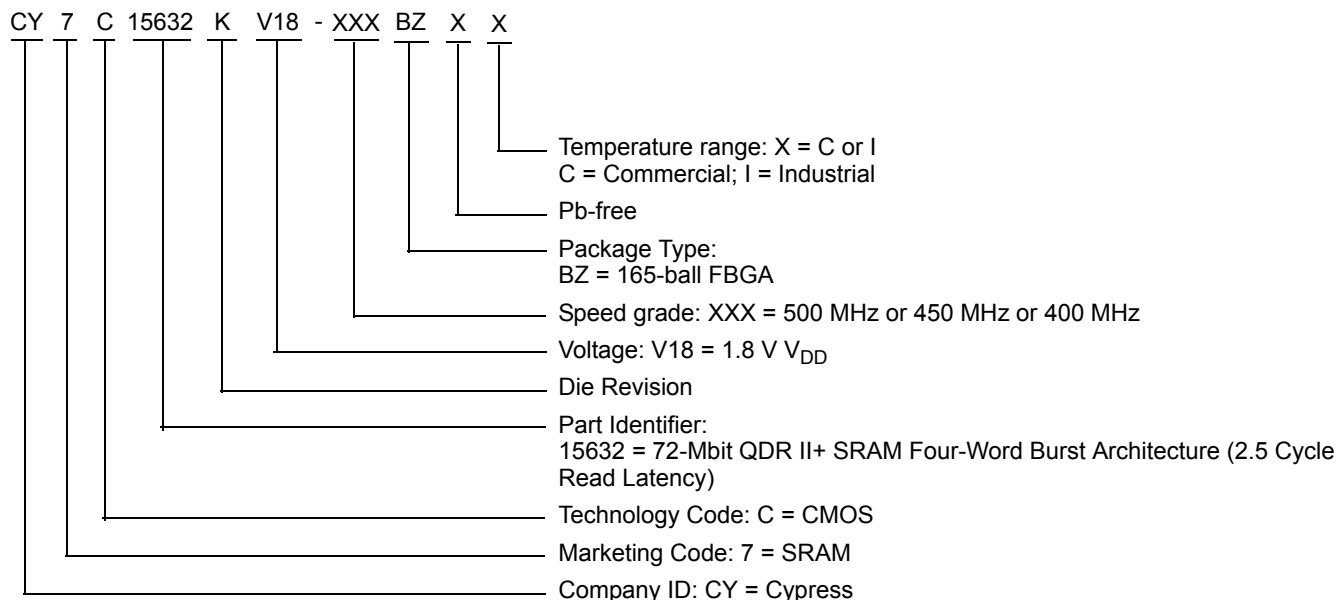 CY 7 C 15632 K V18 - XXX BZ X X
Temperature range: X = C or I
C = Commercial; I = Industrial
Pb-free
Package Type:
BZ = 165-ball FBGA
Speed grade: XXX = 500 MHz or 450 MHz or 400 MHz
Voltage: V18 = 1.8 V VDD
Die Revision
Part Identifier:
15632 = 72-Mbit QDR II+ SRAM Four-Word Burst Architecture (2.5 Cycle
Read Latency)
Technology Code: C = CMOS
Marketing Code: 7 = SRAM
Company ID: CY = Cypress